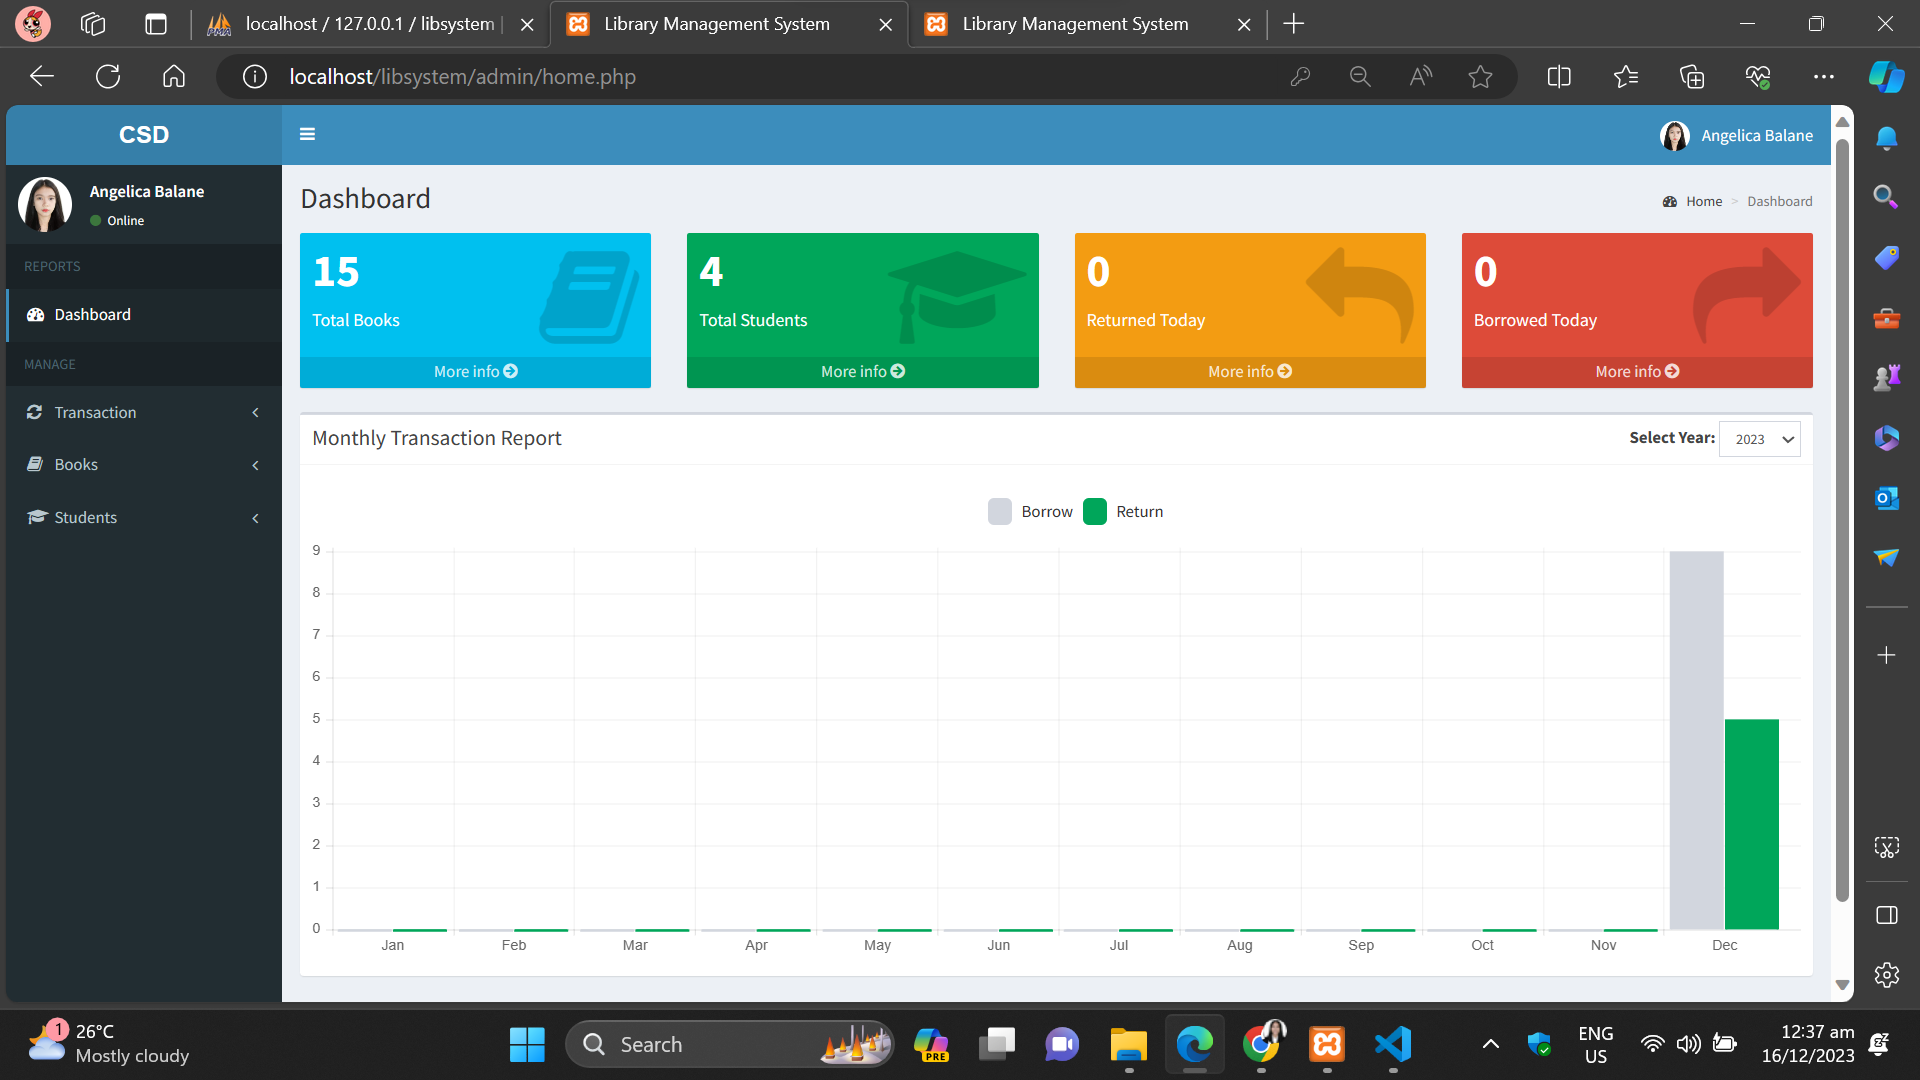 localhost / 127.0.0.1 / libsystem
Library Management System
Library Management System
localhost/libsystem/admin/home.php
CSD
Angelica Balane
Angelica Balane
Online
REPORTS
Dashboard
MANAGE
Transaction
Books
Students
Dashboard
Home > Dashboard
15
Total Books
More info
4
Total Students
More info
0
Returned Today
More info
0
Borrowed Today
More info
Monthly Transaction Report
Select Year: 2023
Borrow Return
9
8
7
6
5
4
3
2
1
0
Jan Feb Mar Apr May Jun Jul Aug Sep Oct Nov Dec
1
26°C
Mostly cloudy
Search
PRE
ENG
US
12:37 am
16/12/2023